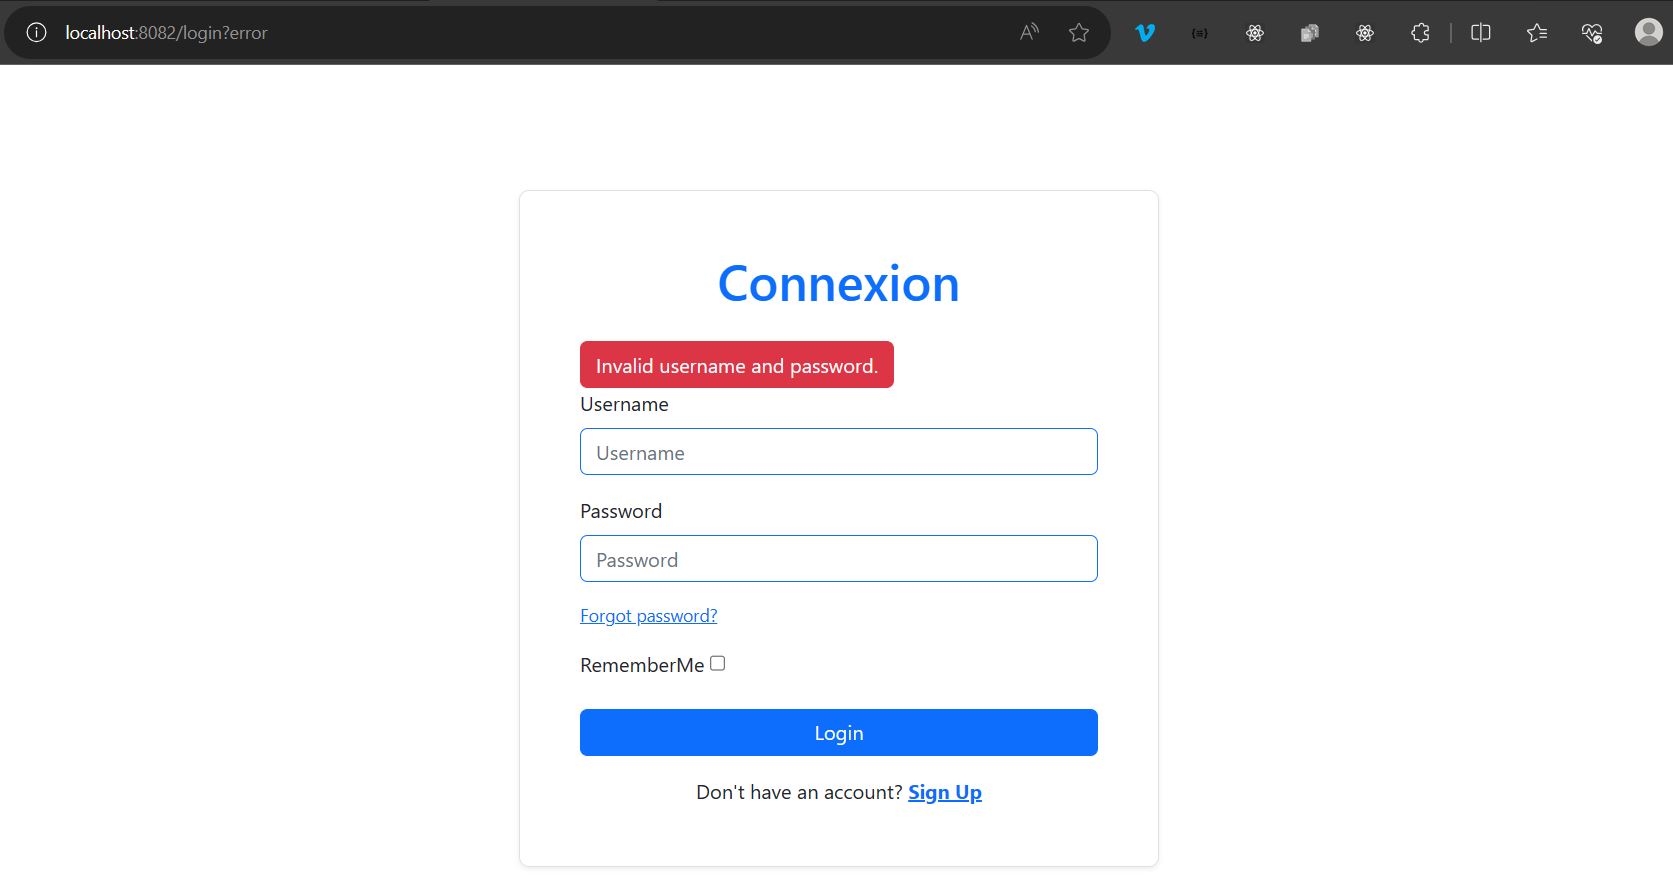 localhost:8082/login?error
Connexion
Invalid username and password.
Username
Username
Password
Password
Forgot password?
RememberMe
Login
Don't have an account? Sign Up